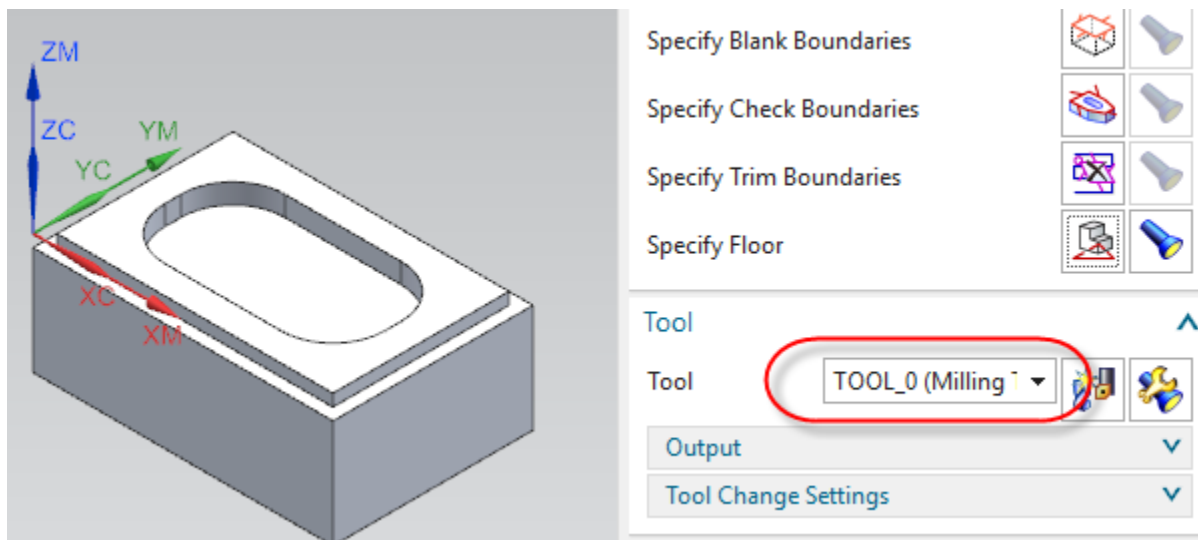 ZM
ZC
YM
YC
XC
XM
Specify Blank Boundaries
Specify Check Boundaries
Specify Trim Boundaries
Specify Floor
Tool
Tool TOOL_0 (Milling
Output
Tool Change Settings